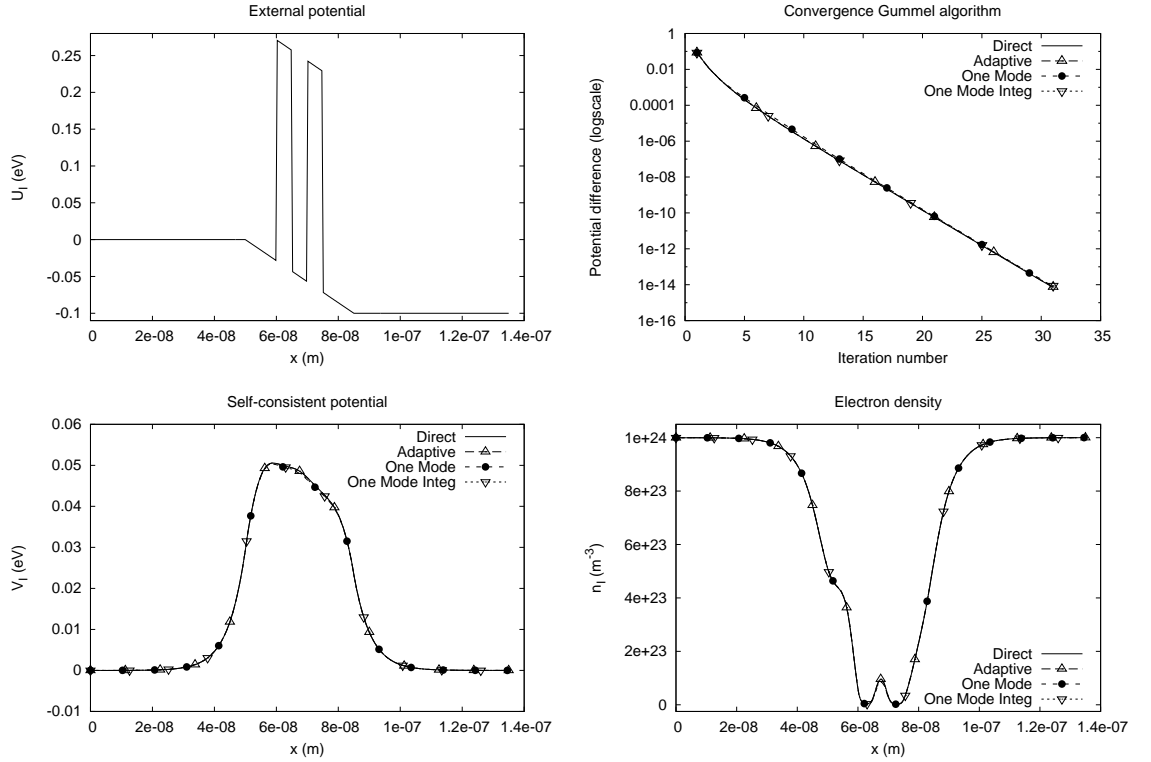 External potential
0.25
0.2
0.15
0.1
0.05
0
-0.05
-0.1
U_I (eV)
0 2e-08 4e-08 6e-08 8e-08 1e-07 1.2e-07 1.4e-07
x (m)
Convergence Gummel algorithm
1
0.01
0.0001
1e-06
1e-08
1e-10
1e-12
1e-14
1e-16
Potential difference (logscale)
Direct
Adaptive
One Mode
One Mode Integ
0 5 10 15 20 25 30 35
Iteration number
Self-consistent potential
0.06
0.05
0.04
0.03
0.02
0.01
0
-0.01
V_I (eV)
Direct
Adaptive
One Mode
One Mode Integ
0 2e-08 4e-08 6e-08 8e-08 1e-07 1.2e-07 1.4e-07
x (m)
Electron density
1e+24
8e+23
6e+23
4e+23
2e+23
0
n_I (m^-3)
Direct
Adaptive
One Mode
One Mode Integ
0 2e-08 4e-08 6e-08 8e-08 1e-07 1.2e-07 1.4e-07
x (m)